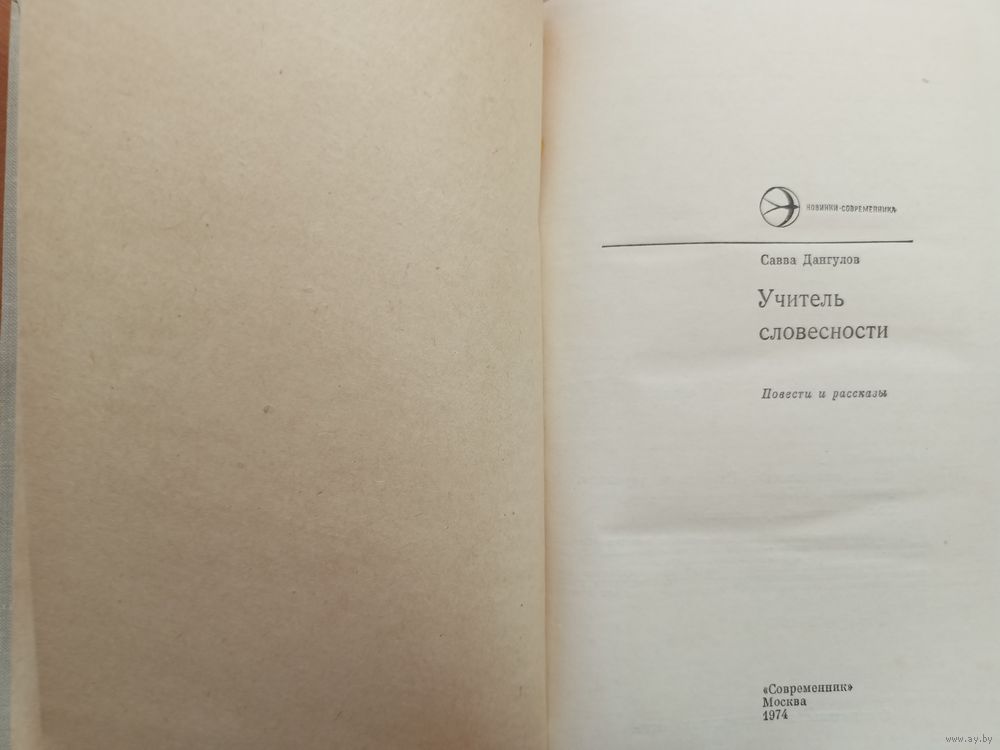 НОВИНКИ·СОВРЕМЕННИКА
Савва Дангулов
Учитель
словесности
Повести и рассказы
«Современник»
Москва
1974
www.ay.by